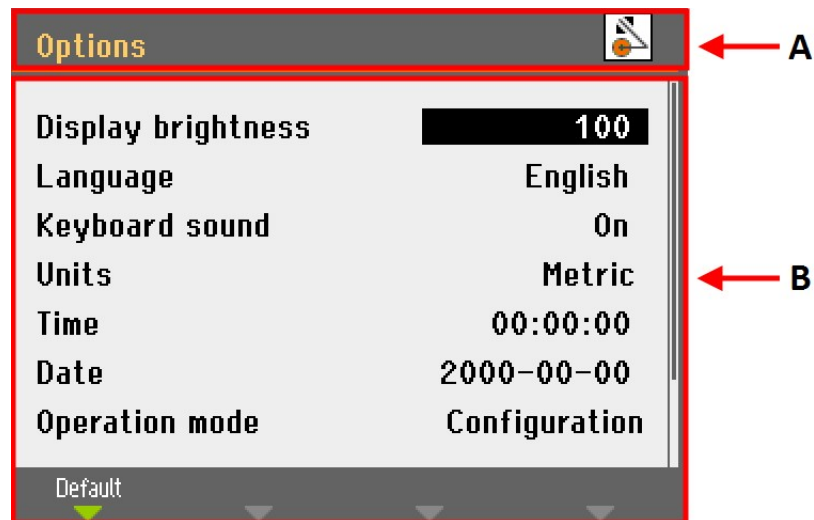 Options
A
Display brightness 100
Language English
Keyboard sound On
Units Metric
B
Time 00:00:00
Date 2000-00-00
Operation mode Configuration
Default